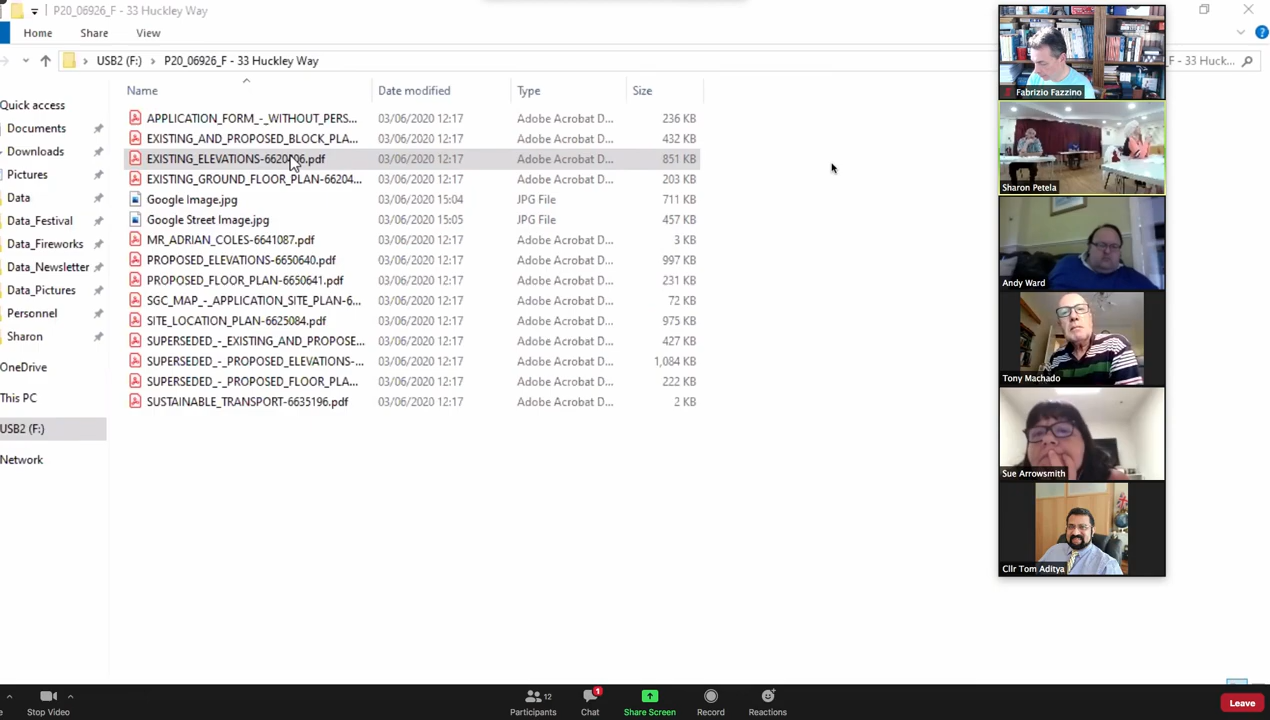 P20_06926_F - 33 Huckley Way
Home Share View
USB2 (F:) P20_06926_F - 33 Huckley Way
F - 33 Huck...
Name Date modified Type Size
Quick access
Documents
Downloads
Pictures
Data
Data_Festival
Data_Fireworks
Data_Newsletter
Data_Pictures
Personnel
Sharon
OneDrive
This PC
USB2 (F:)
Network
APPLICATION_FORM_-_WITHOUT_PERS... 03/06/2020 12:17 Adobe Acrobat D... 236 KB
EXISTING_AND_PROPOSED_BLOCK_PLA... 03/06/2020 12:17 Adobe Acrobat D... 432 KB
03/06/2020 12:17 Adobe Acrobat D... 851 KB
EXISTING_GROUND_FLOOR_PLAN-66204... 03/06/2020 12:17 Adobe Acrobat D... 203 KB
Google Image.jpg 03/06/2020 15:04 JPG File 711 KB
Google Street Image.jpg 03/06/2020 15:05 JPG File 457 KB
MR_ADRIAN_COLES-6641087.pdf 03/06/2020 12:17 Adobe Acrobat D... 3 KB
PROPOSED_ELEVATIONS-6650640.pdf 03/06/2020 12:17 Adobe Acrobat D... 997 KB
PROPOSED_FLOOR_PLAN-6650641.pdf 03/06/2020 12:17 Adobe Acrobat D... 231 KB
SGC_MAP_-_APPLICATION_SITE_PLAN-6... 03/06/2020 12:17 Adobe Acrobat D... 72 KB
SITE_LOCATION_PLAN-6625084.pdf 03/06/2020 12:17 Adobe Acrobat D... 975 KB
SUPERSEDED_-_EXISTING_AND_PROPOSE... 03/06/2020 12:17 Adobe Acrobat D... 427 KB
SUPERSEDED_-_PROPOSED_ELEVATIONS-... 03/06/2020 12:17 Adobe Acrobat D... 1,084 KB
SUPERSEDED_-_PROPOSED_FLOOR_PLA... 03/06/2020 12:17 Adobe Acrobat D... 222 KB
SUSTAINABLE_TRANSPORT-6635196.pdf 03/06/2020 12:17 Adobe Acrobat D... 2 KB
Fabrizio Fazzino
Sharon Petela
Andy Ward
Tony Machado
Sue Arrowsmith
Cllr Tom Aditya
Stop Video
Participants 12
Chat 1
Share Screen
Record
Reactions
Leave